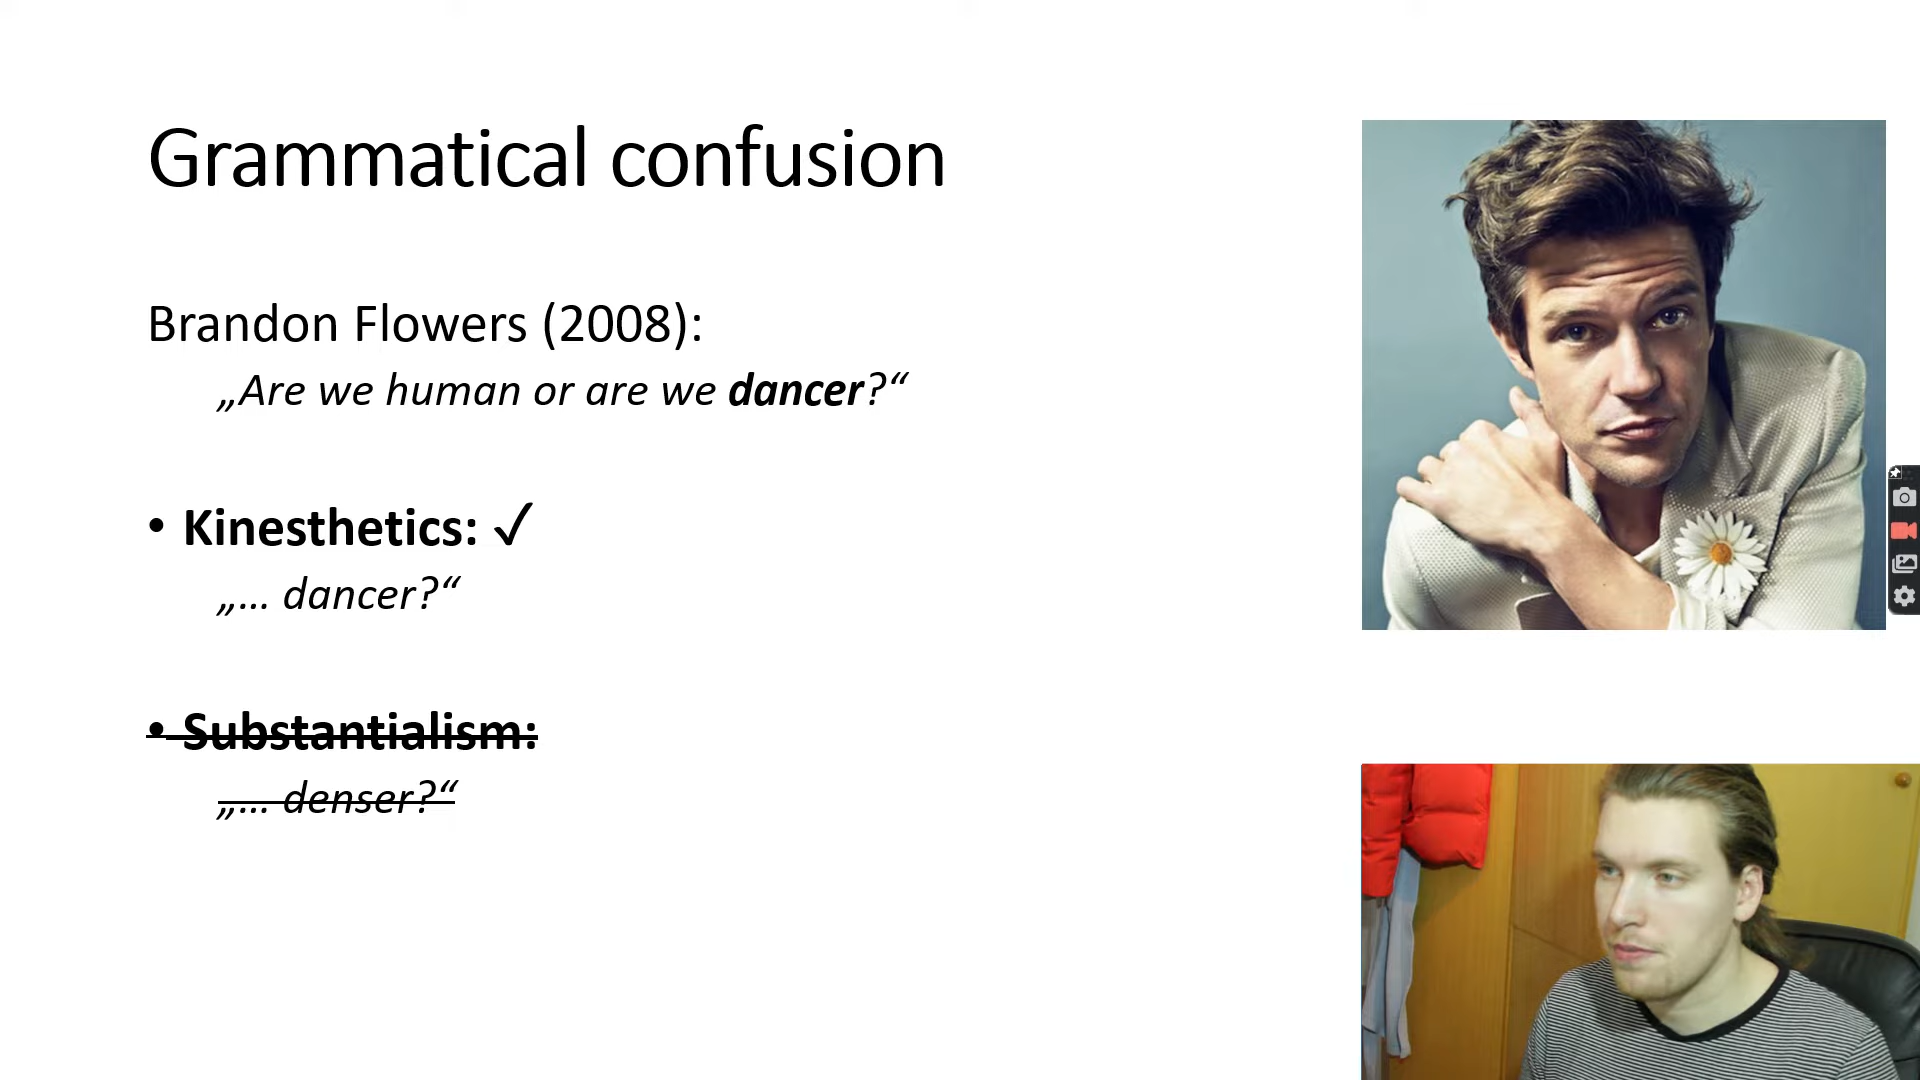 Grammatical confusion
Brandon Flowers (2008):
„Are we human or are we dancer?“
• Kinesthetics: ✓
„… dancer?“
• Substantialism:
„… denser?“